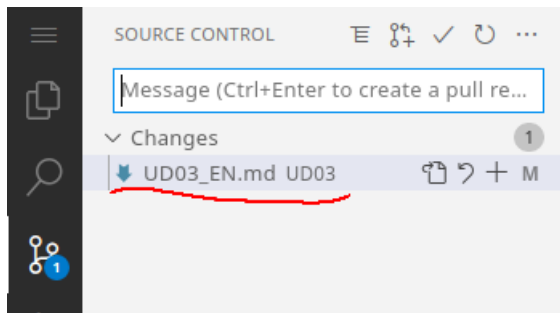 SOURCE CONTROL
Message (Ctrl+Enter to create a pull re...
Changes 1
UD03_EN.md UD03 M
1